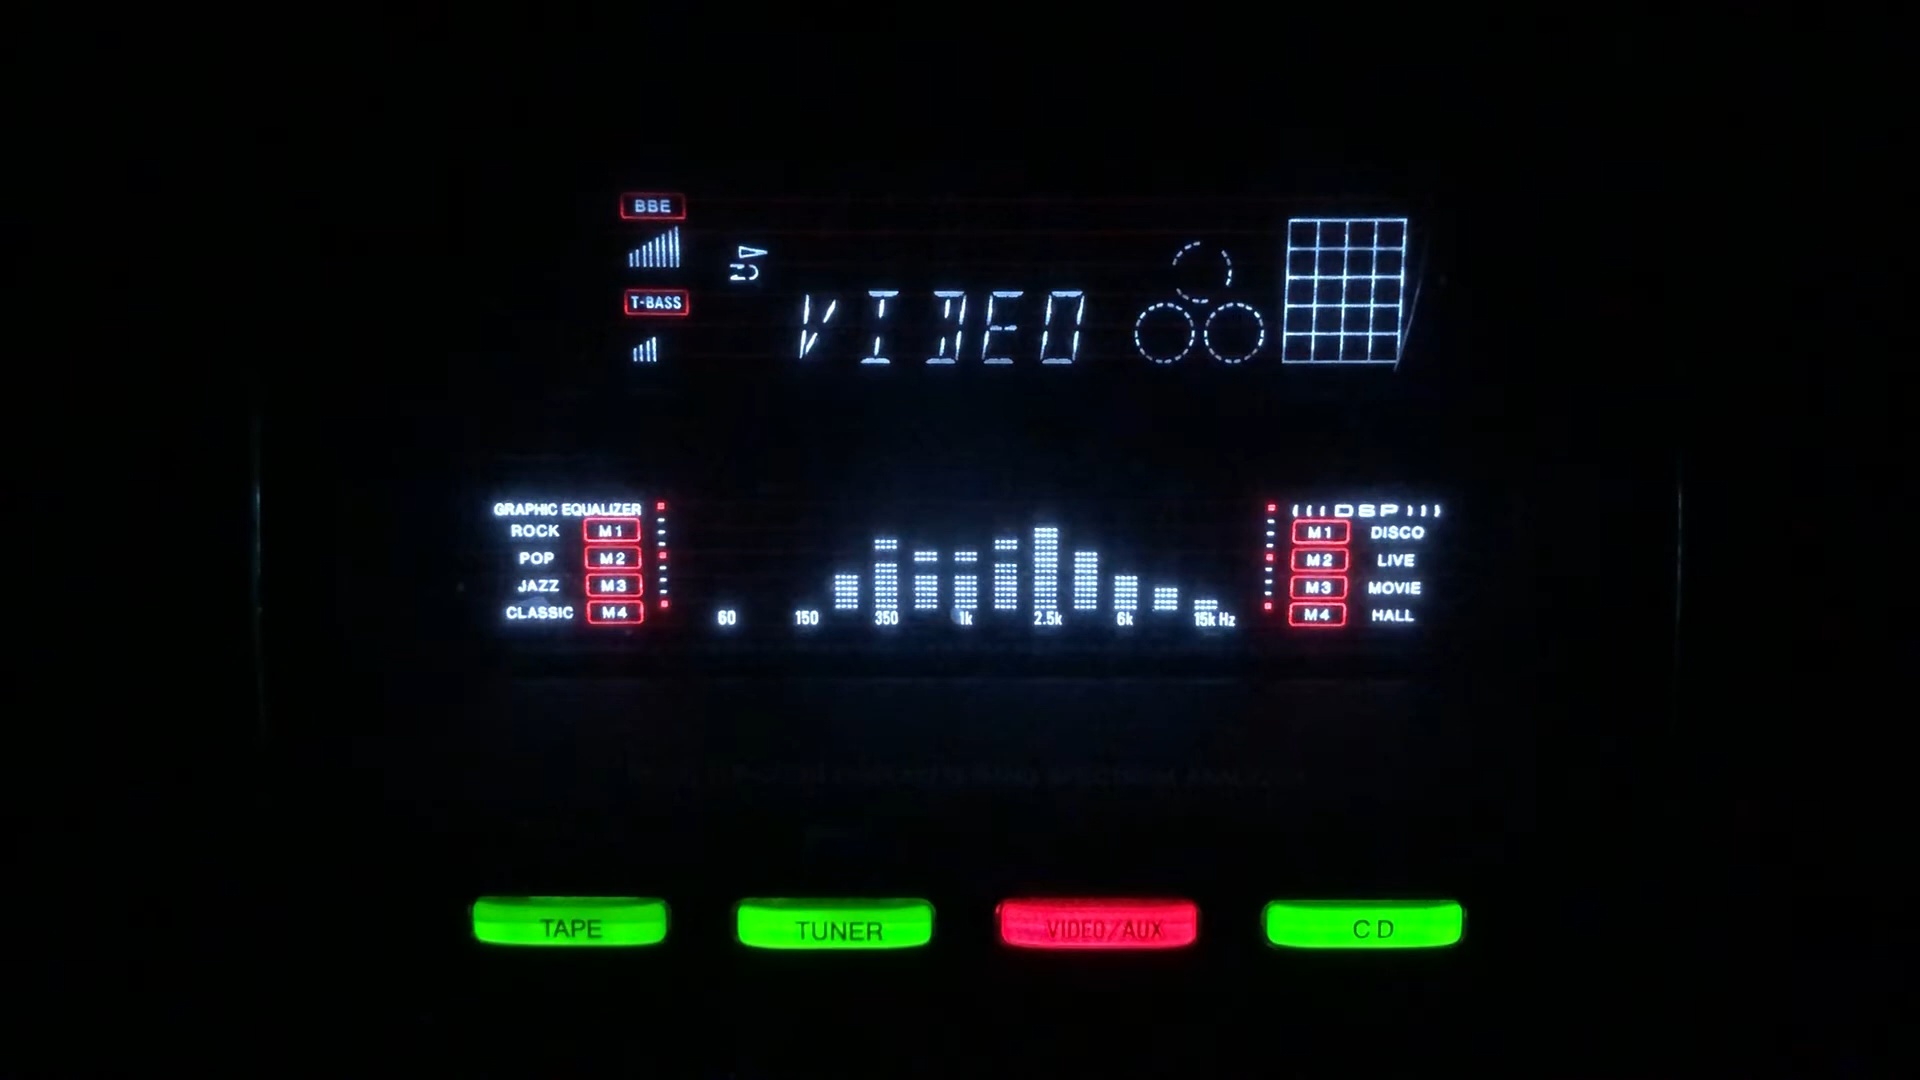 BBE
T-BASS
VIDEO
GRAPHIC EQUALIZER
ROCK M1
POP M2
JAZZ M3
CLASSIC M4
60 150 350 1k 2.5k 6k 15k Hz
DSP
M1 DISCO
M2 LIVE
M3 MOVIE
M4 HALL
TAPE TUNER VIDEO/AUX CD